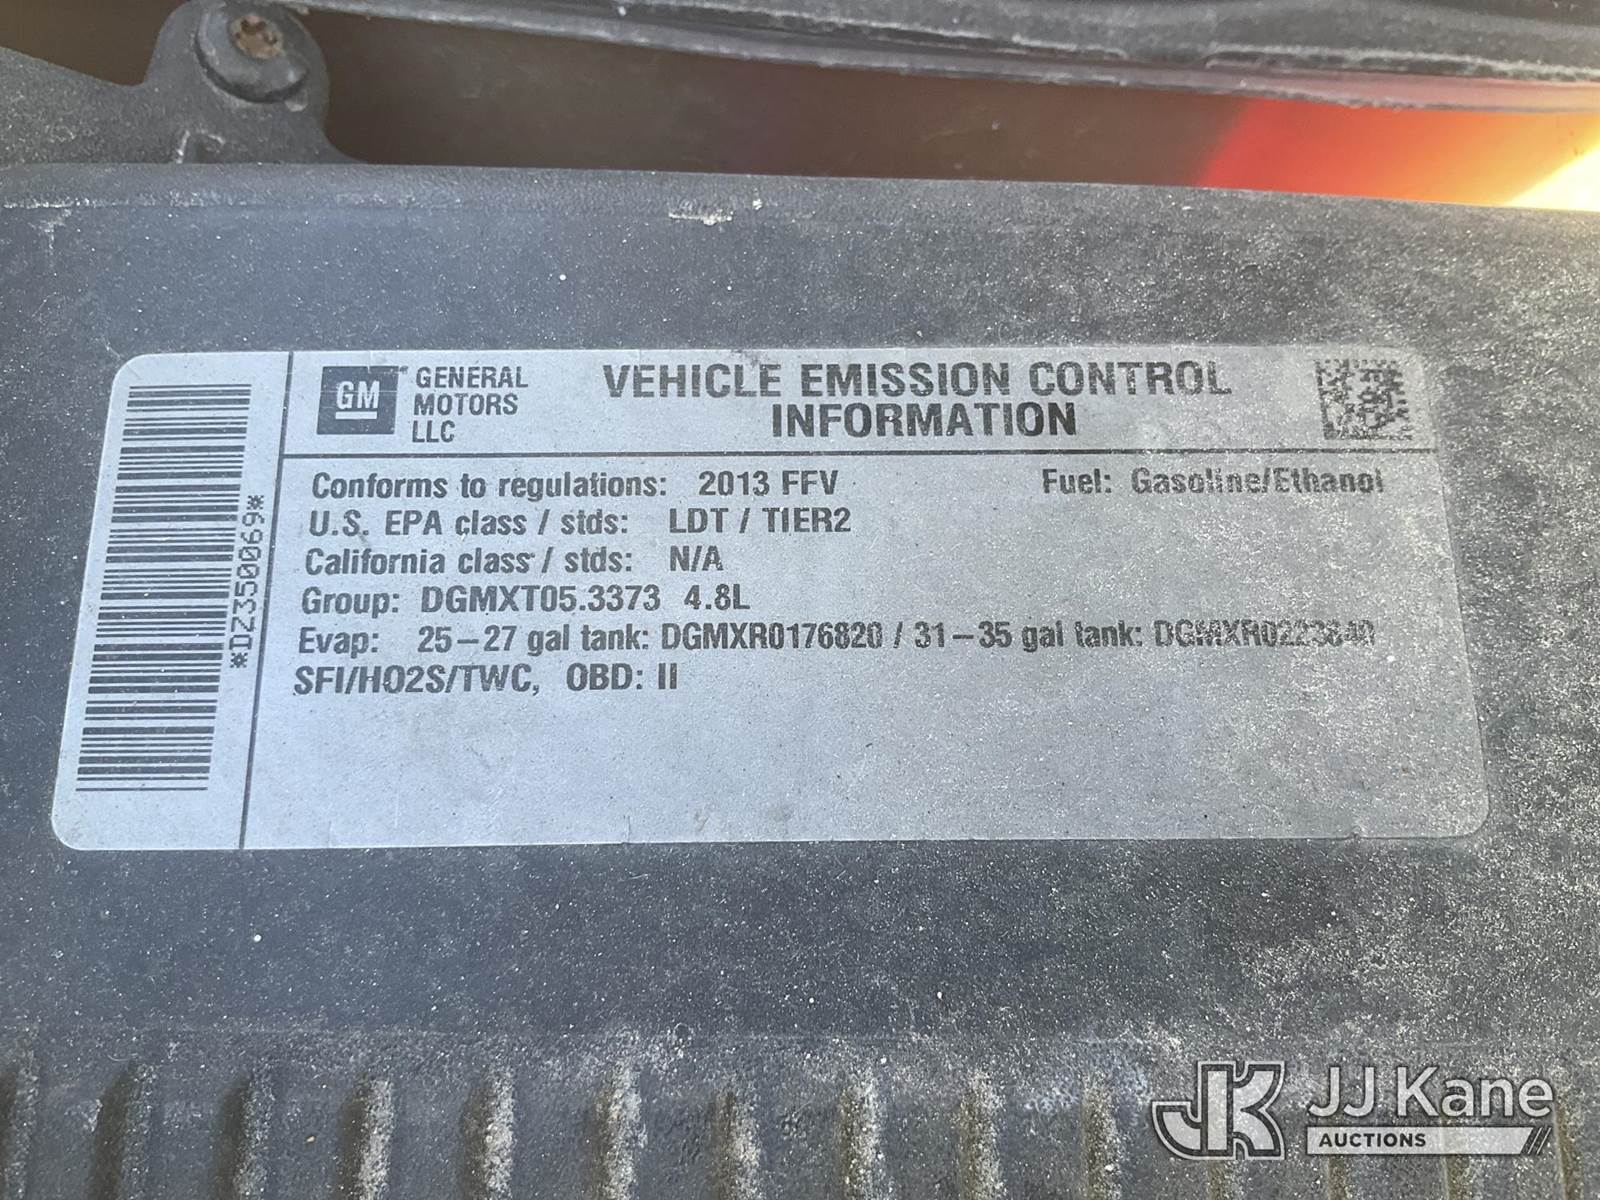 GM
GENERAL
MOTORS
LLC
VEHICLE EMISSION CONTROL
INFORMATION
*DZ350069*
Conforms to regulations: 2013 FFV
Fuel: Gasoline/Ethanol
U.S. EPA class / stds: LDT / TIER2
California class / stds: N/A
Group: DGMXT05.3373 4.8L
Evap: 25-27 gal tank: DGMXR0176820 / 31-35 gal tank: DGMXR0223840
SFI/HO2S/TWC, OBD: II
JK JJ Kane
AUCTIONS